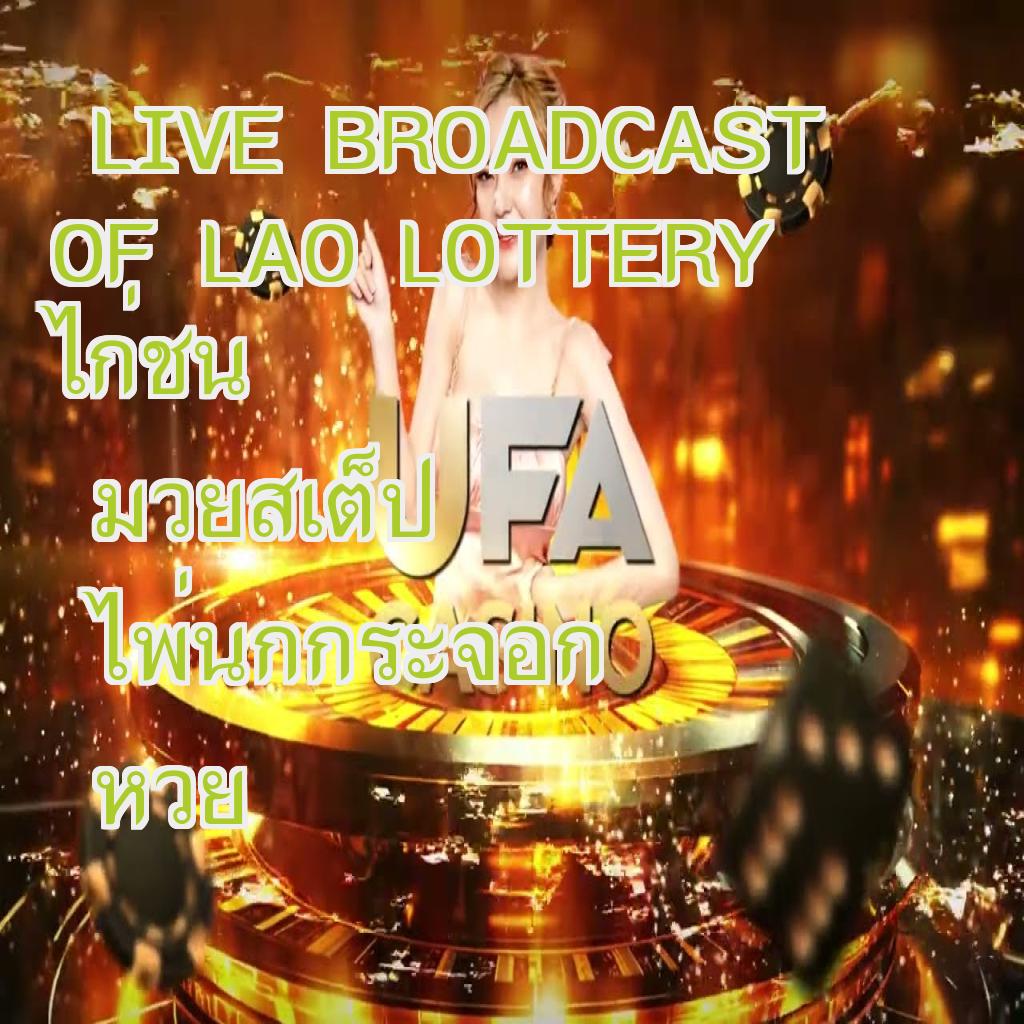 LIVE BROADCAST
OF LAO LOTTERY
ไก่ชน
มวยสเต็ป
UFA
ไพ่นกกระจอก
CASINO
หวย